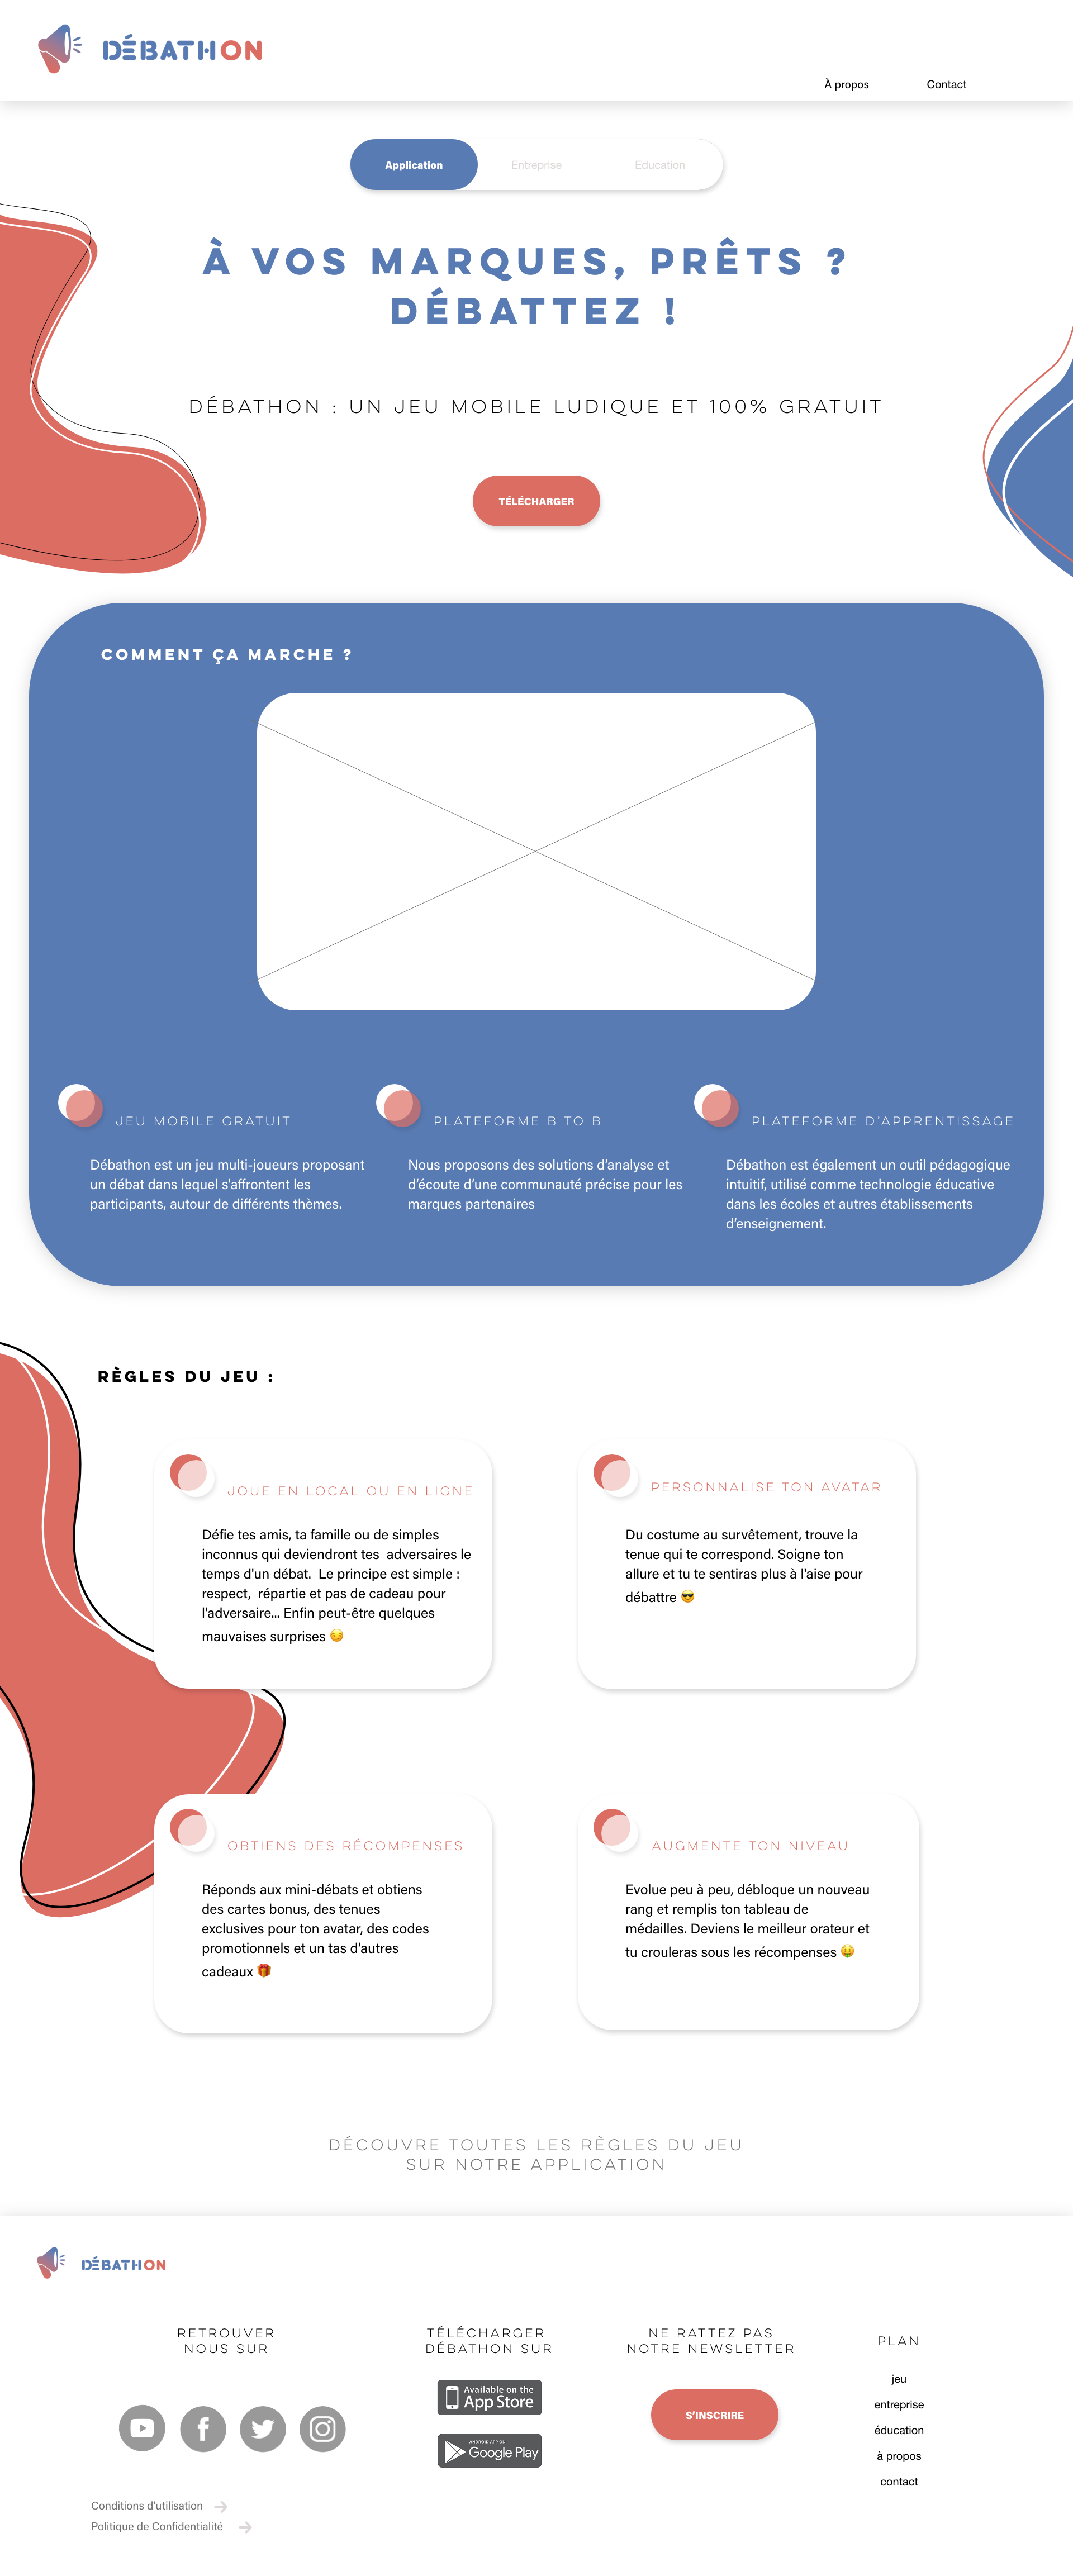 DÉBATHON
À propos
Contact
Application
Entreprise
Education
À VOS MARQUES, PRÊTS ?
DÉBATTEZ !
DÉBATHON : UN JEU MOBILE LUDIQUE ET 100% GRATUIT
TÉLÉCHARGER
COMMENT ÇA MARCHE ?
JEU MOBILE GRATUIT
Débathon est un jeu multi-joueurs proposant
un débat dans lequel s'affrontent les
participants, autour de différents thèmes.
PLATEFORME B TO B
Nous proposons des solutions d’analyse et
d’écoute d’une communauté précise pour les
marques partenaires
PLATEFORME D’APPRENTISSAGE
Débathon est également un outil pédagogique
intuitif, utilisé comme technologie éducative
dans les écoles et autres établissements
d’enseignement.
RÈGLES DU JEU :
JOUE EN LOCAL OU EN LIGNE
Défie tes amis, ta famille ou de simples
inconnus qui deviendront tes  adversaires le
temps d'un débat.  Le principe est simple :
respect,  répartie et pas de cadeau pour
l'adversaire... Enfin peut-être quelques
mauvaises surprises 😏
PERSONNALISE TON AVATAR
Du costume au survêtement, trouve la
tenue qui te correspond. Soigne ton
allure et tu te sentiras plus à l'aise pour
débattre 😎
OBTIENS DES RÉCOMPENSES
Réponds aux mini-débats et obtiens
des cartes bonus, des tenues
exclusives pour ton avatar, des codes
promotionnels et un tas d'autres
cadeaux 🎁
AUGMENTE TON NIVEAU
Evolue peu à peu, débloque un nouveau
rang et remplis ton tableau de
médailles. Deviens le meilleur orateur et
tu crouleras sous les récompenses 🤑
DÉCOUVRE TOUTES LES RÈGLES DU JEU
SUR NOTRE APPLICATION
DÉBATHON
RETROUVER
NOUS SUR
TÉLÉCHARGER
DÉBATHON SUR
Available on the
App Store
ANDROID APP ON
Google Play
NE RATTEZ PAS
NOTRE NEWSLETTER
S'INSCRIRE
PLAN
jeu
entreprise
éducation
à propos
contact
Conditions d'utilisation
Politique de Confidentialité